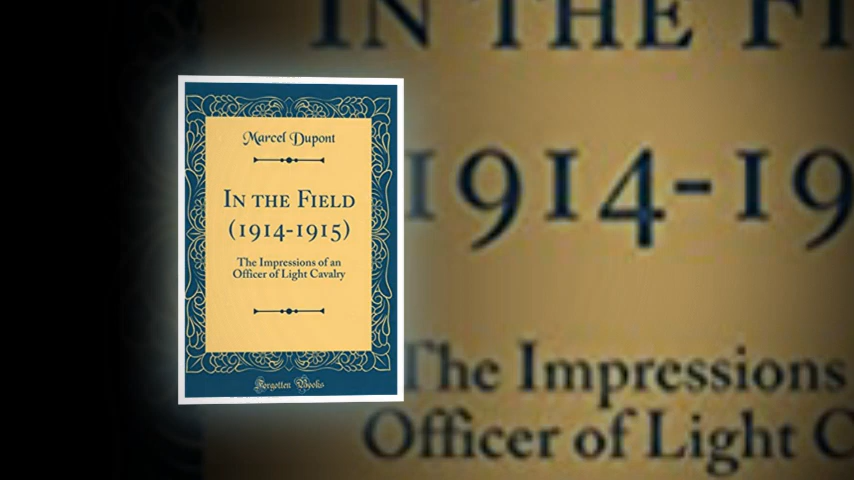 Marcel Dupont
In the Field
(1914-1915)
The Impressions of an
Officer of Light Cavalry
Forgotten Books
In the Fi
1914-19
The Impressions
Officer of Light C